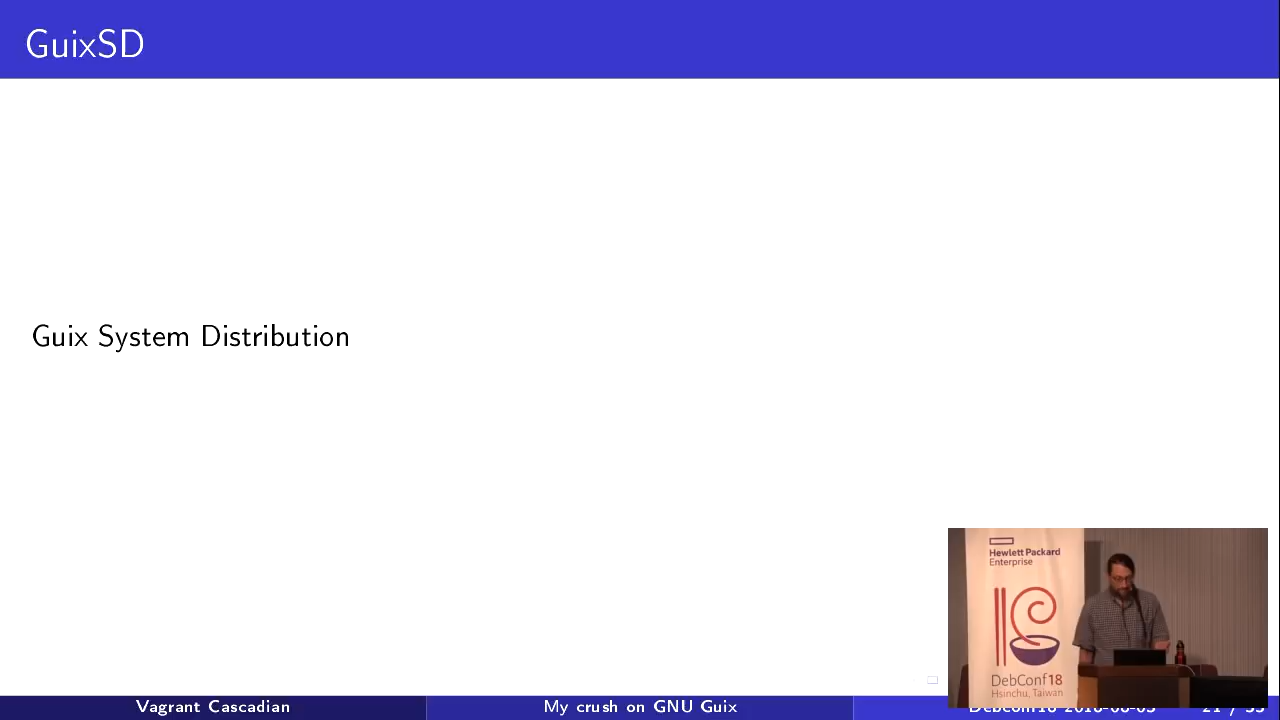 GuixSD
Guix System Distribution
Hewlett Packard
Enterprise
DebConf18
Hsinchu, Taiwan
Vagrant Cascadian
My crush on GNU Guix